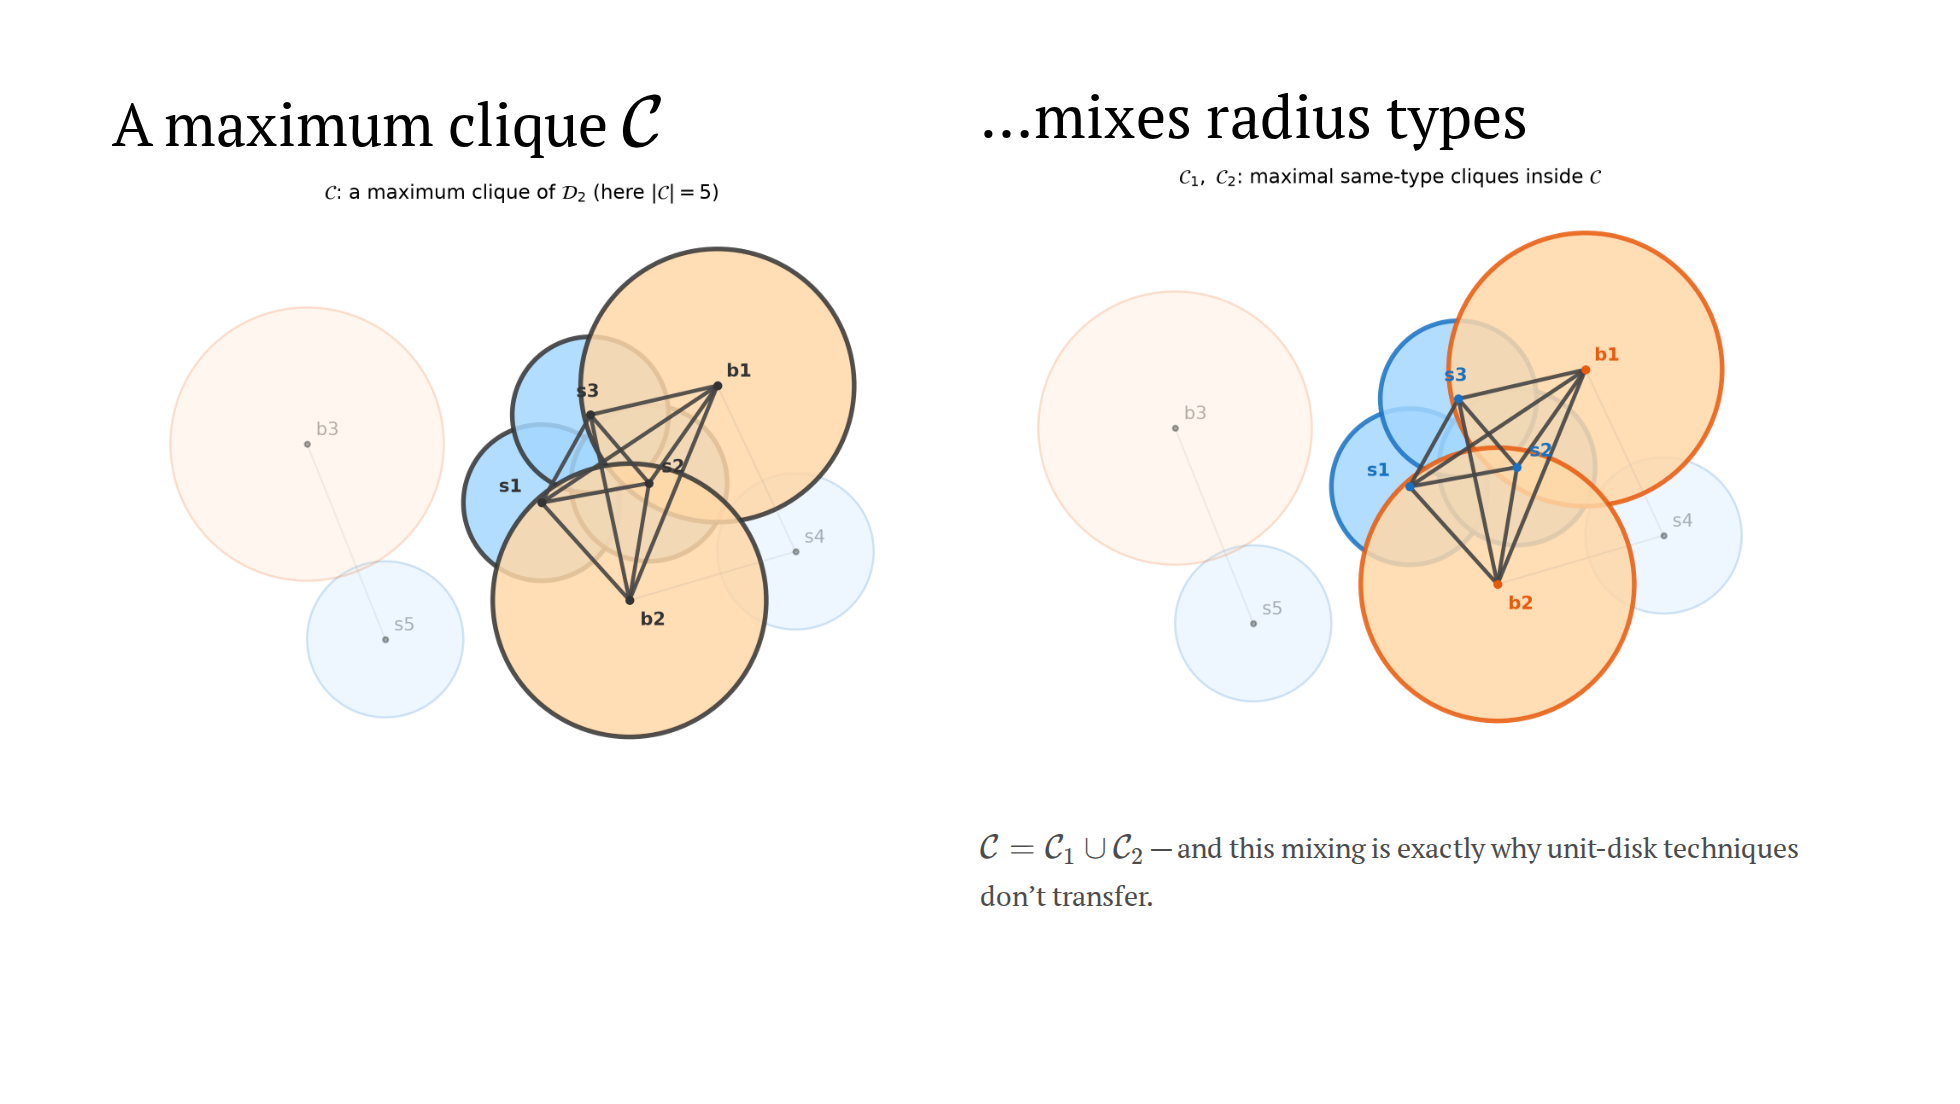 A maximum clique 𝒞
𝒞: a maximum clique of 𝒟₂ (here |𝒞| = 5)
b1
s3
b3
s2
s1
s4
b2
s5
...mixes radius types
𝒞₁, 𝒞₂: maximal same-type cliques inside 𝒞
b1
s3
b3
s2
s1
s4
b2
s5
𝒞 = 𝒞₁ ∪ 𝒞₂ — and this mixing is exactly why unit-disk techniques
don’t transfer.